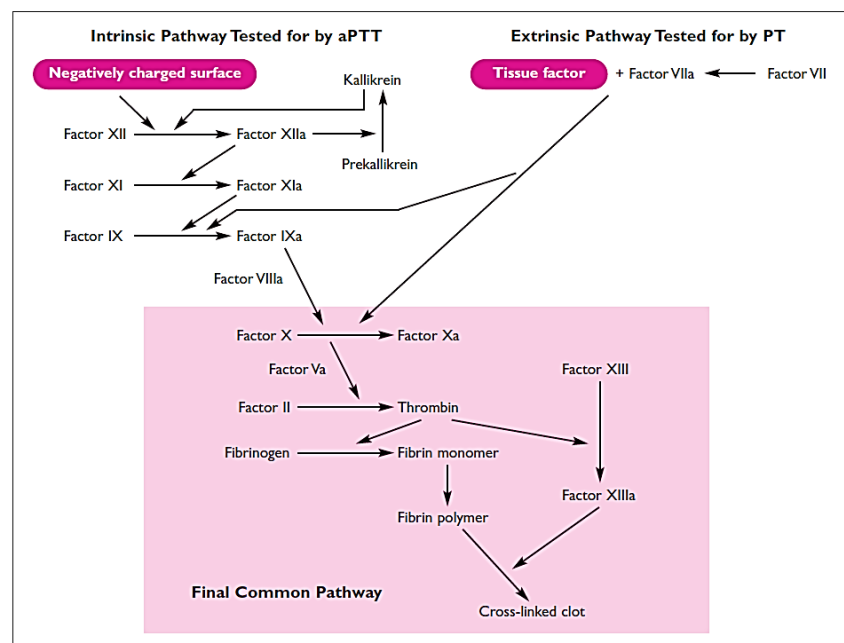 Intrinsic Pathway Tested for by aPTT
Extrinsic Pathway Tested for by PT
Negatively charged surface
Kallikrein
Tissue factor
+ Factor VIIa
Factor VII
Factor XII
Factor XIIa
Prekallikrein
Factor XI
Factor XIa
Factor IX
Factor IXa
Factor VIIIa
Factor X
Factor Xa
Factor Va
Factor XIII
Factor II
Thrombin
Fibrinogen
Fibrin monomer
Factor XIIIa
Fibrin polymer
Final Common Pathway
Cross-linked clot